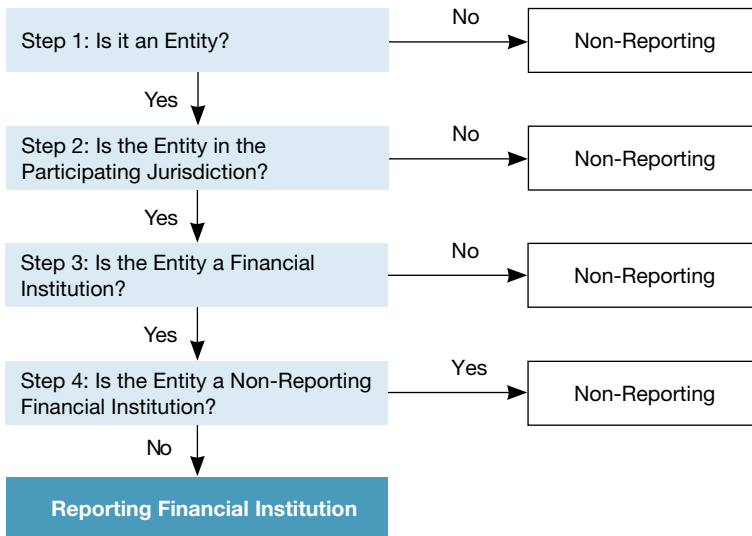 Step 1: Is it an Entity?
No
Non-Reporting
Yes
Step 2: Is the Entity in the
Participating Jurisdiction?
No
Non-Reporting
Yes
Step 3: Is the Entity a Financial
Institution?
No
Non-Reporting
Yes
Step 4: Is the Entity a Non-Reporting
Financial Institution?
Yes
Non-Reporting
No
Reporting Financial Institution